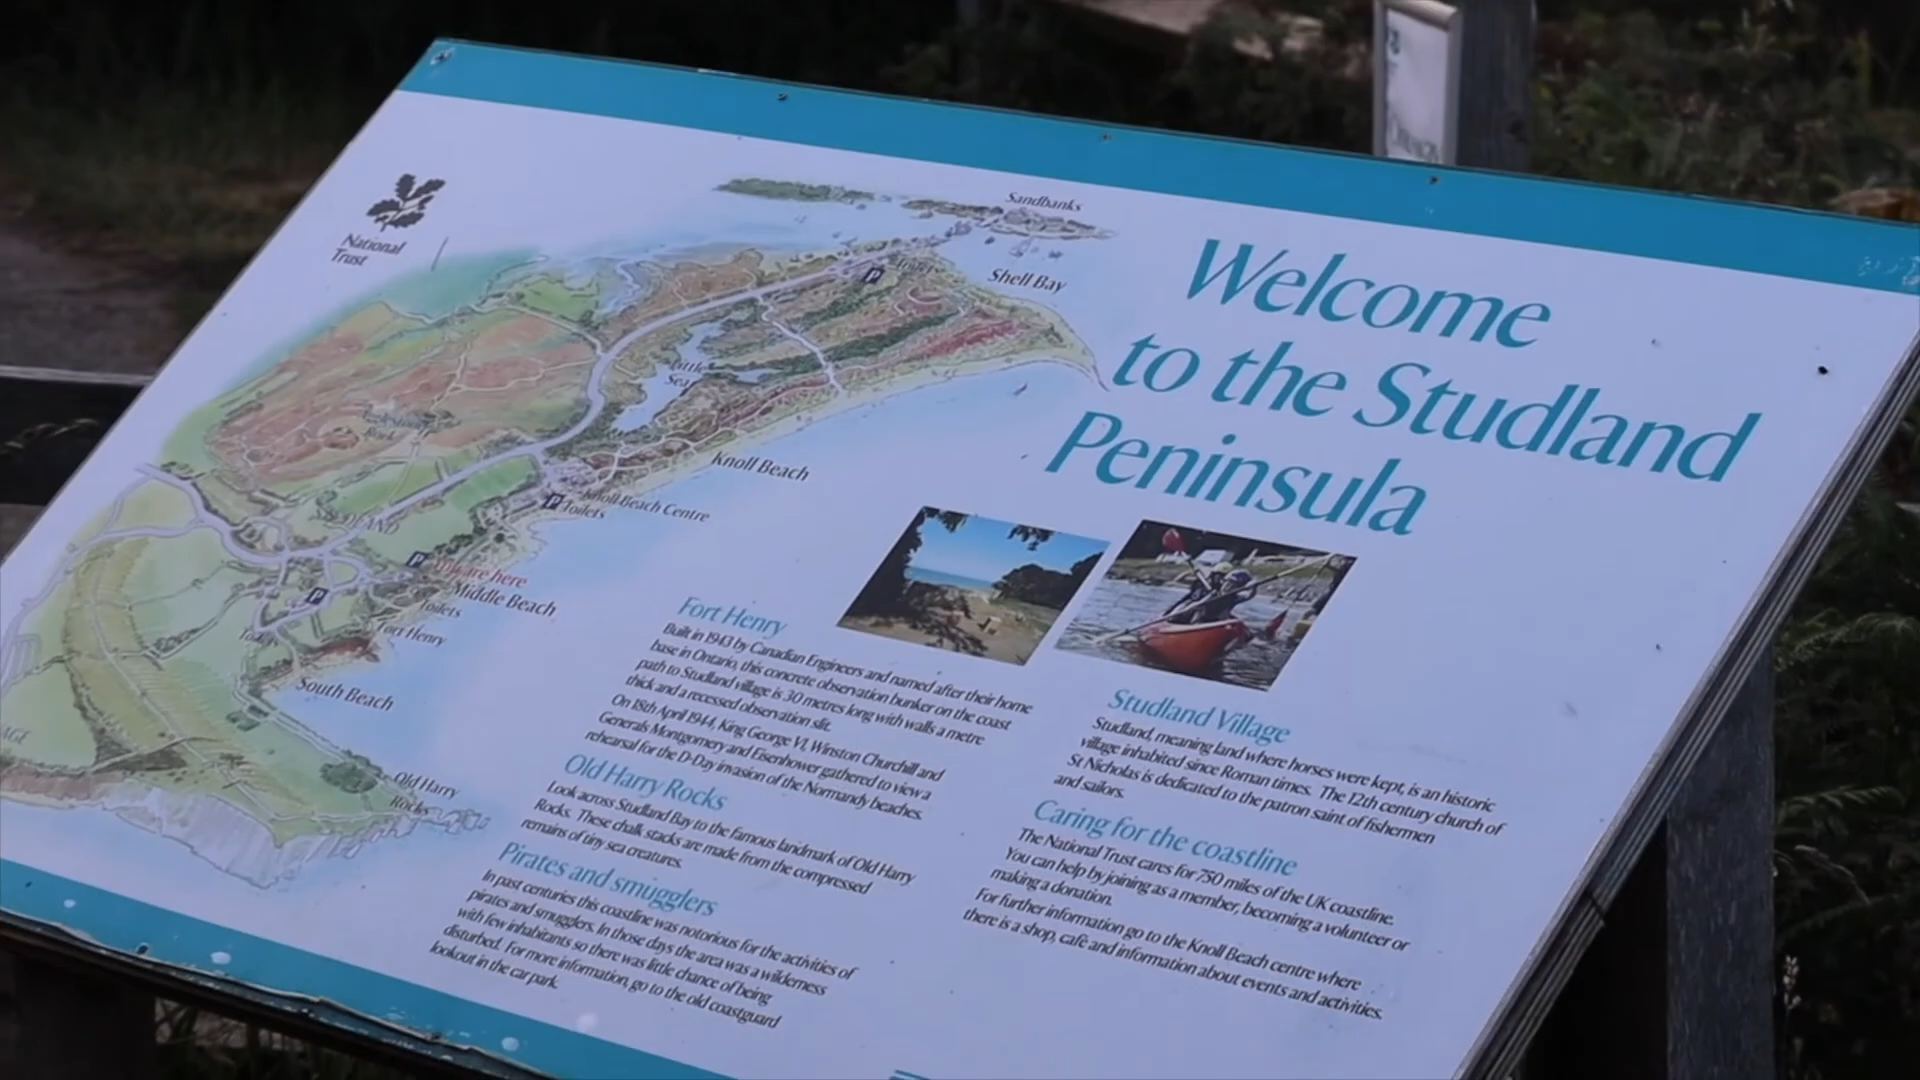 National
Trust
Sandbanks
Shell Bay
Toilets
Little
Sea
Knoll Beach
Knoll Beach Centre
Toilets
STUDLAND
P
You are here
Middle Beach
Toilets
Fort Henry
South Beach
Old Harry
Rocks
Welcome
to the Studland
Peninsula
Fort Henry
Built in 1943 by Canadian Engineers and named after their home
base in Ontario, this concrete observation bunker on the coast
path to Studland village is 30 metres long with walls a metre
thick and a recessed observation slit.
On 18th April 1944, King George VI, Winston Churchill and
Generals Montgomery and Eisenhower gathered to view a
rehearsal for the D-Day invasion of the Normandy beaches.
Old Harry Rocks
Look across Studland Bay to the famous landmark of Old Harry
Rocks. These chalk stacks are made from the compressed
remains of tiny sea creatures.
Pirates and smugglers
In past centuries this coastline was notorious for the activities of
pirates and smugglers. In those days the area was a wilderness
with few inhabitants so there was little chance of being
disturbed. For more information, go to the old coastguard
lookout in the car park.
Studland Village
Studland, meaning land where horses were kept, is an historic
village inhabited since Roman times. The 12th century church of
St Nicholas is dedicated to the patron saint of fishermen
and sailors.
Caring for the coastline
The National Trust cares for 750 miles of the UK coastline.
You can help by joining as a member, becoming a volunteer or
making a donation.
For further information go to the Knoll Beach centre where
there is a shop, café and information about events and activities.